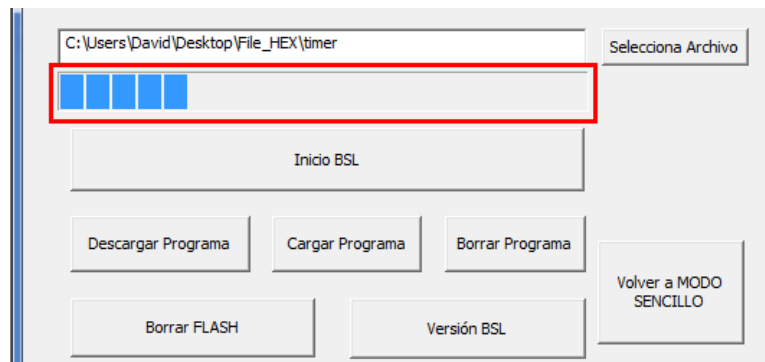 C:\Users\David\Desktop\File_HEX\timer
Selecciona Archivo
Inicio BSL
Descargar Programa
Cargar Programa
Borrar Programa
Volver a MODO
SENCILLO
Borrar FLASH
Versión BSL